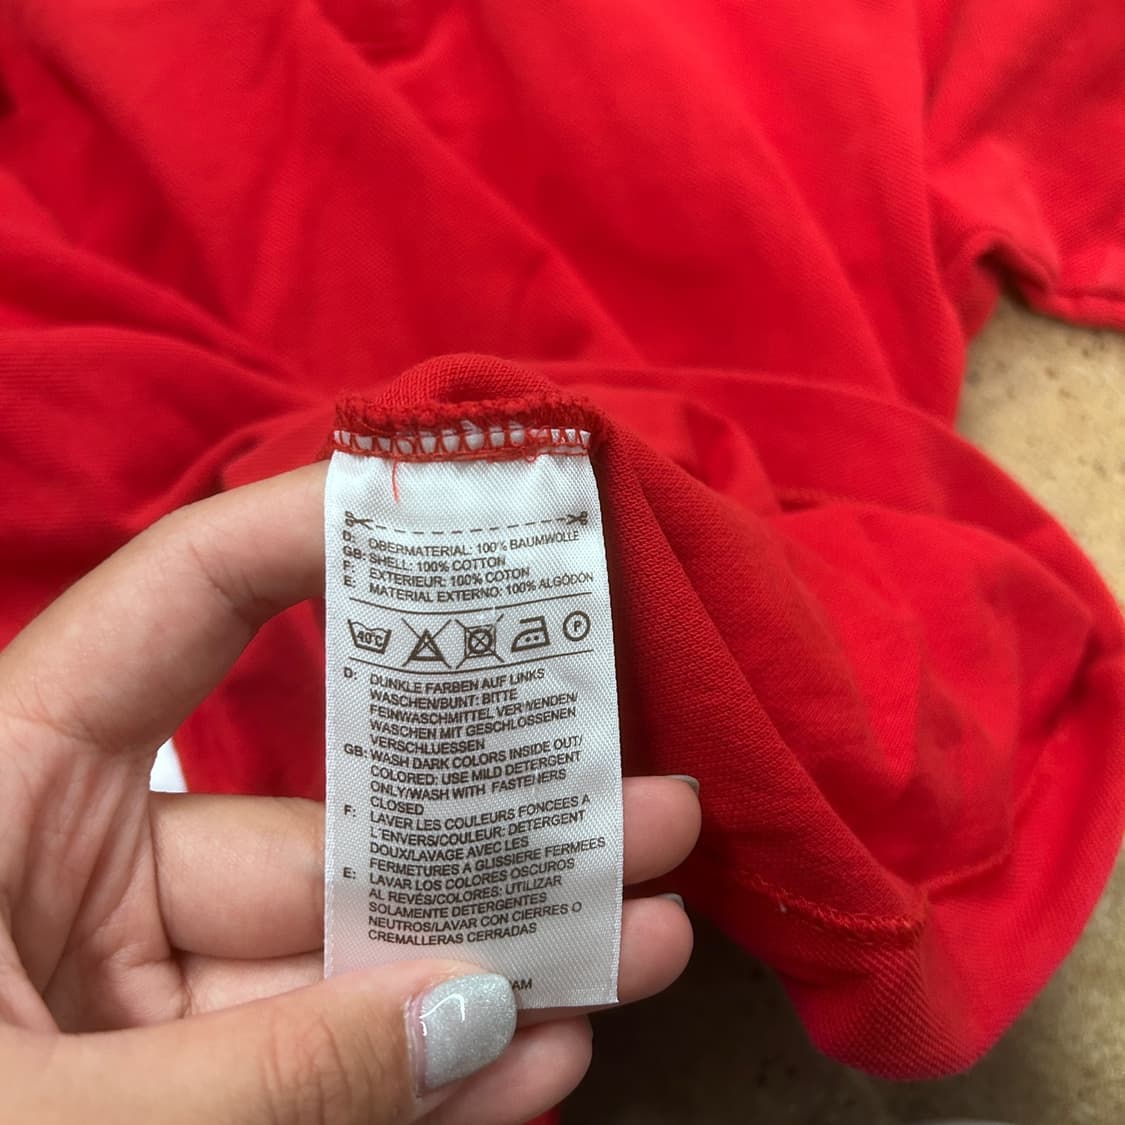 D: OBERMATERIAL: 100% BAUMWOLLE
GB: SHELL: 100% COTTON
F: EXTERIEUR: 100% COTON
E: MATERIAL EXTERNO: 100% ALGODÓN
40°C P
D: DUNKLE FARBEN AUF LINKS
WASCHEN/BUNT: BITTE
FEINWASCHMITTEL VERWENDEN/
WASCHEN MIT GESCHLOSSENEN
VERSCHLUESSEN
GB: WASH DARK COLORS INSIDE OUT/
COLORED: USE MILD DETERGENT
ONLY/WASH WITH FASTENERS
CLOSED
F: LAVER LES COULEURS FONCEES A
L'ENVERS/COULEUR: DETERGENT
DOUX/LAVAGE AVEC LES
FERMETURES A GLISSIERE FERMEES
E: LAVAR LOS COLORES OSCUROS
AL REVÉS/COLORES: UTILIZAR
SOLAMENTE DETERGENTES
NEUTROS/LAVAR CON CIERRES O
CREMALLERAS CERRADAS
AM